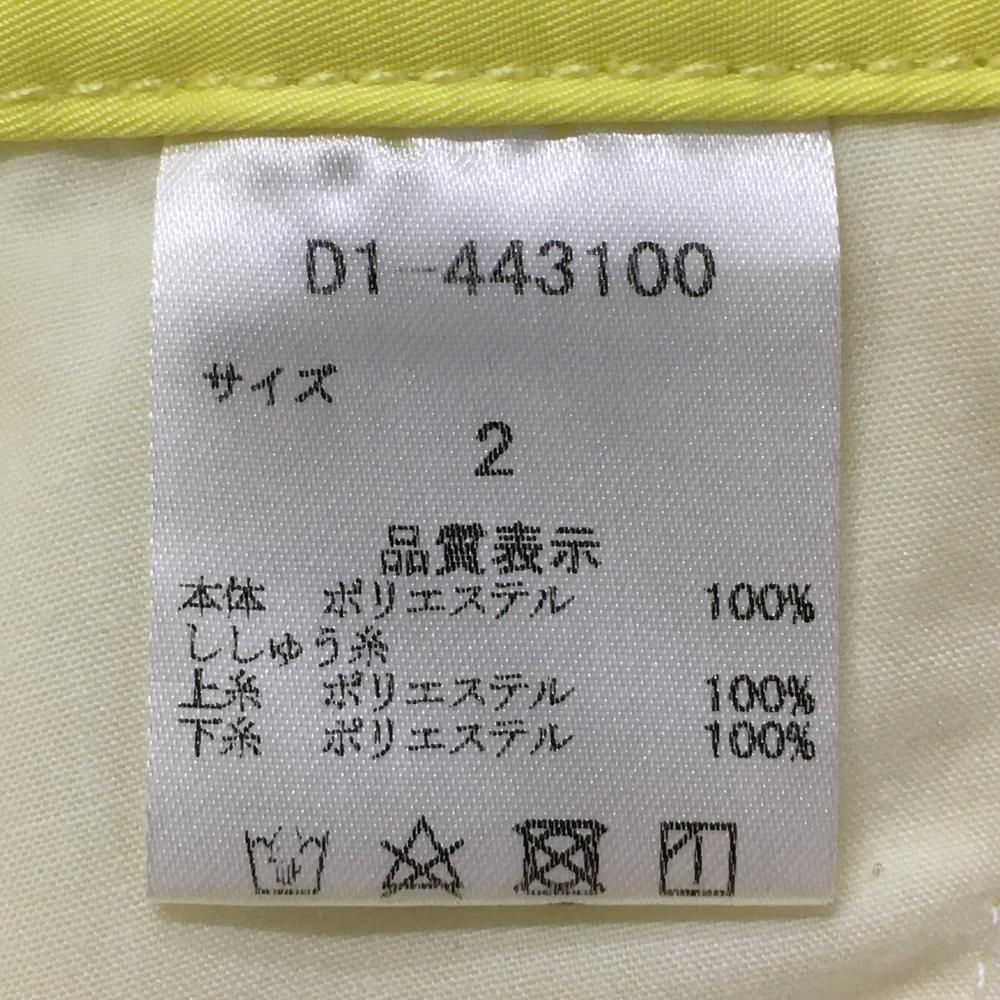 D1-443100
サイズ
2
品質表示
本体 ポリエステル 100%
ししゅう糸
上糸 ポリエステル 100%
下糸 ポリエステル 100%